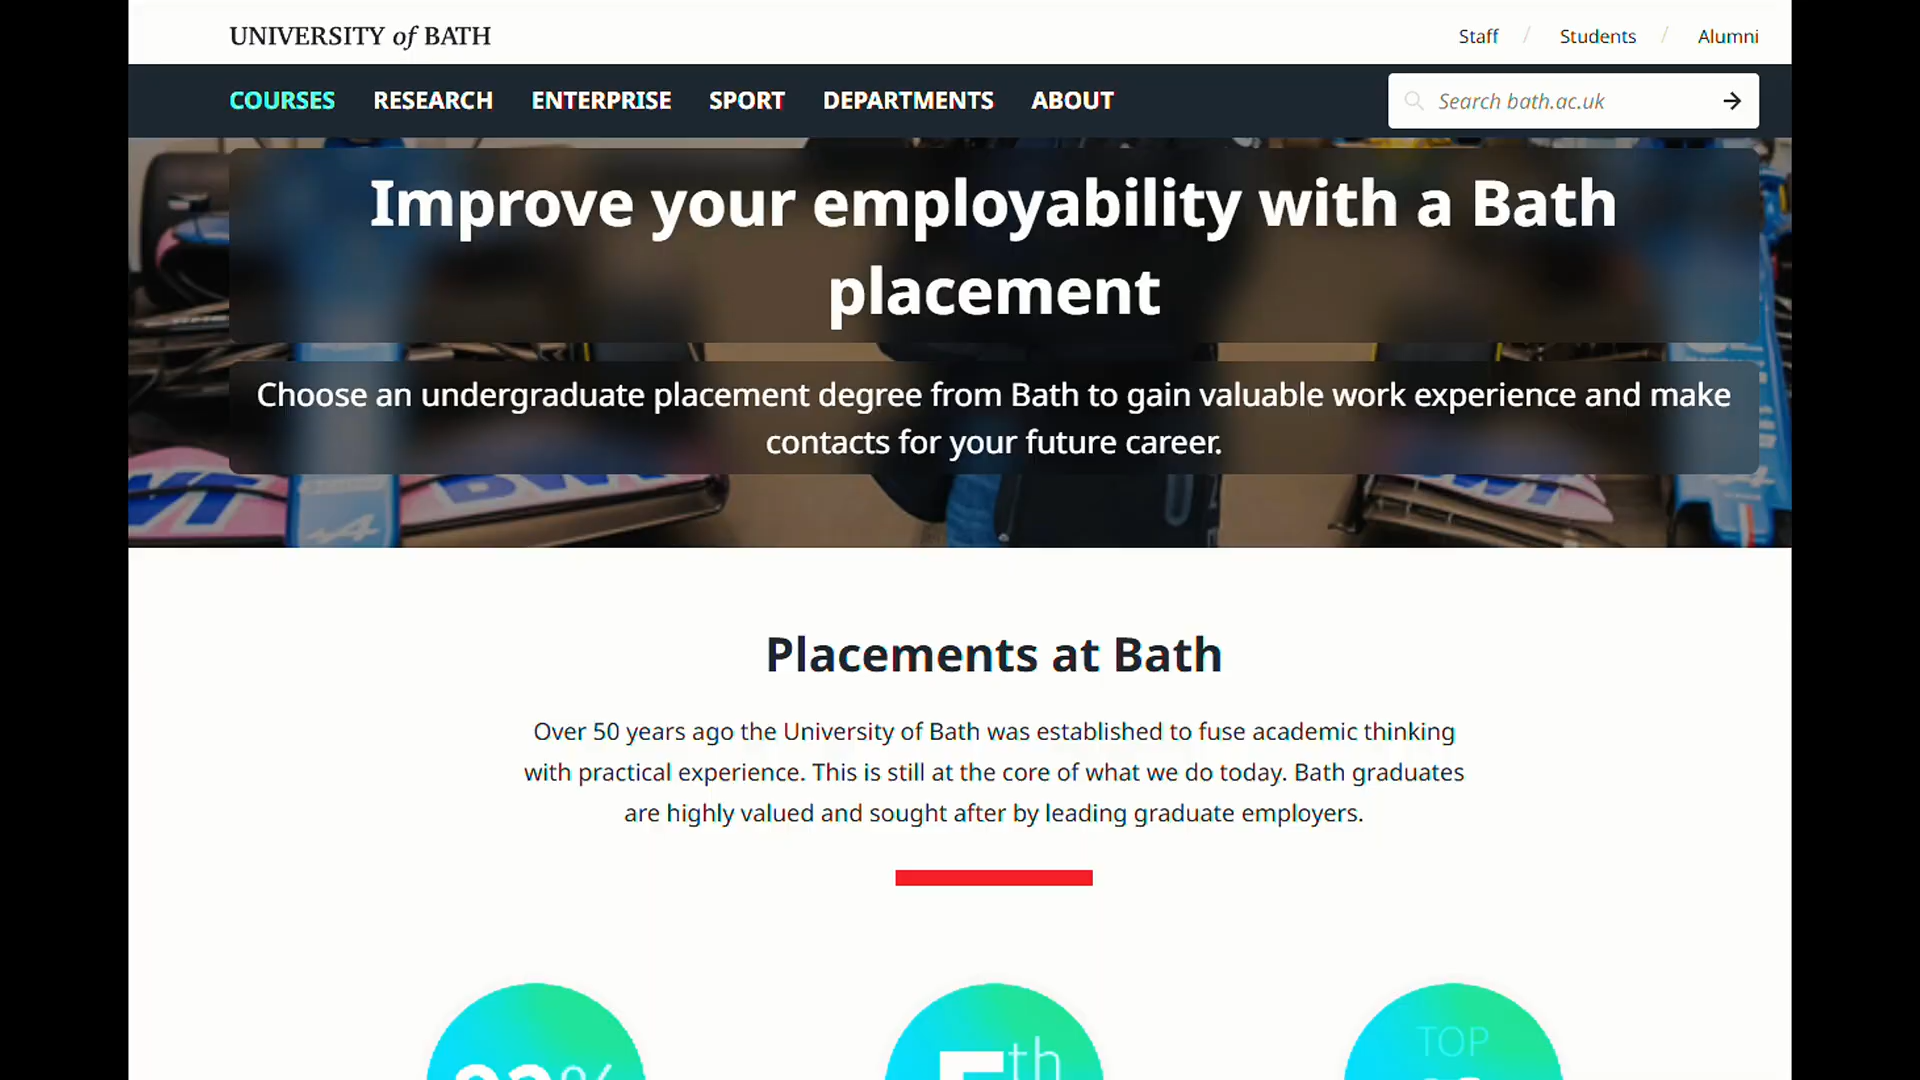 UNIVERSITY of BATH
Staff / Students / Alumni
COURSES RESEARCH ENTERPRISE SPORT DEPARTMENTS ABOUT
Search bath.ac.uk
Improve your employability with a Bath
placement
Choose an undergraduate placement degree from Bath to gain valuable work experience and make
contacts for your future career.
Placements at Bath
Over 50 years ago the University of Bath was established to fuse academic thinking
with practical experience. This is still at the core of what we do today. Bath graduates
are highly valued and sought after by leading graduate employers.
5th
TOP